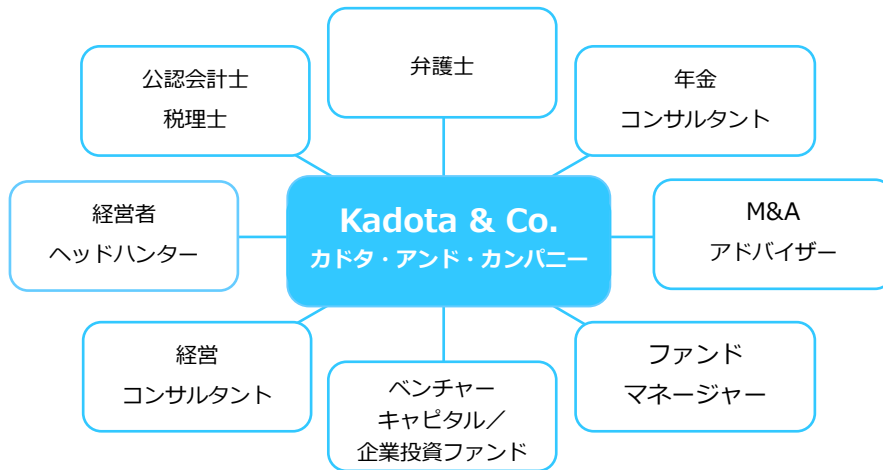 公認会計士
税理士
弁護士
年金
コンサルタント
経営者
ヘッドハンター
Kadota & Co.
カドタ・アンド・カンパニー
M&A
アドバイザー
経営
コンサルタント
ベンチャー
キャピタル／
企業投資ファンド
ファンド
マネージャー